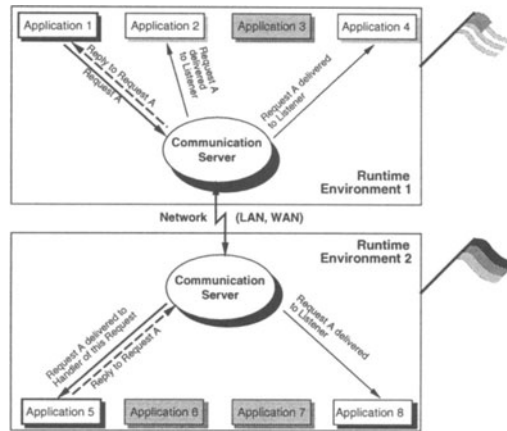 Application 1
Application 2
Application 3
Application 4
Reply to Request A
Request A
Request A
delivered
to Listener
Request A delivered
to Listener
Communication
Server
Runtime
Environment 1
Network (LAN, WAN)
Runtime
Environment 2
Communication
Server
Request A delivered to
Handler of this Request
Reply to Request A
Request A delivered
to Listener
Application 5
Application 6
Application 7
Application 8